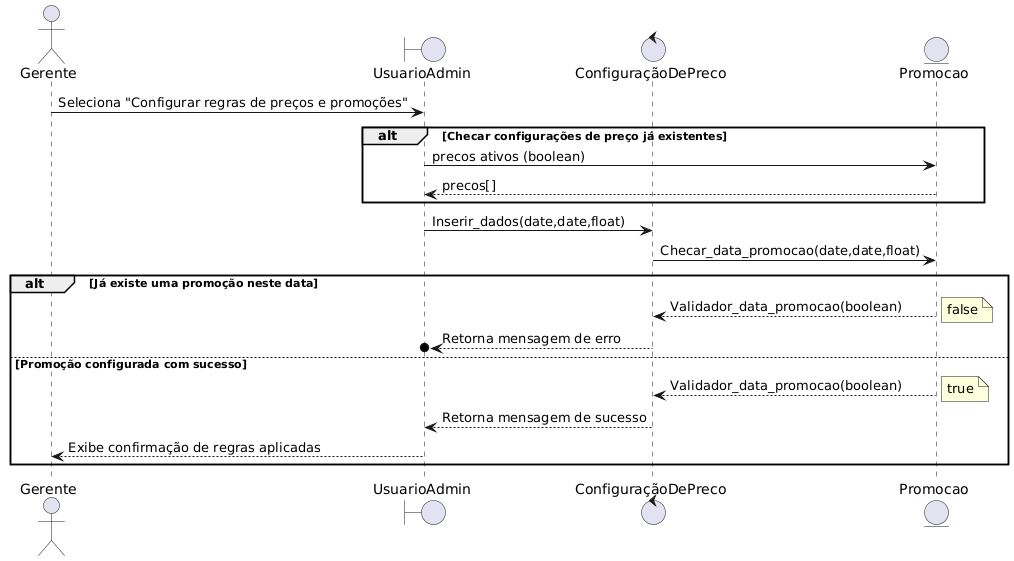 Gerente
UsuarioAdmin
ConfiguraçãoDePreco
Promocao
Seleciona "Configurar regras de preços e promoções"
alt [Checar configurações de preço já existentes]
precos ativos (boolean)
precos[]
Inserir_dados(date,date,float)
Checar_data_promocao(date,date,float)
alt [Já existe uma promoção neste data]
Validador_data_promocao(boolean)
false
Retorna mensagem de erro
[Promoção configurada com sucesso]
Validador_data_promocao(boolean)
true
Retorna mensagem de sucesso
Exibe confirmação de regras aplicadas
Gerente
UsuarioAdmin
ConfiguraçãoDePreco
Promocao